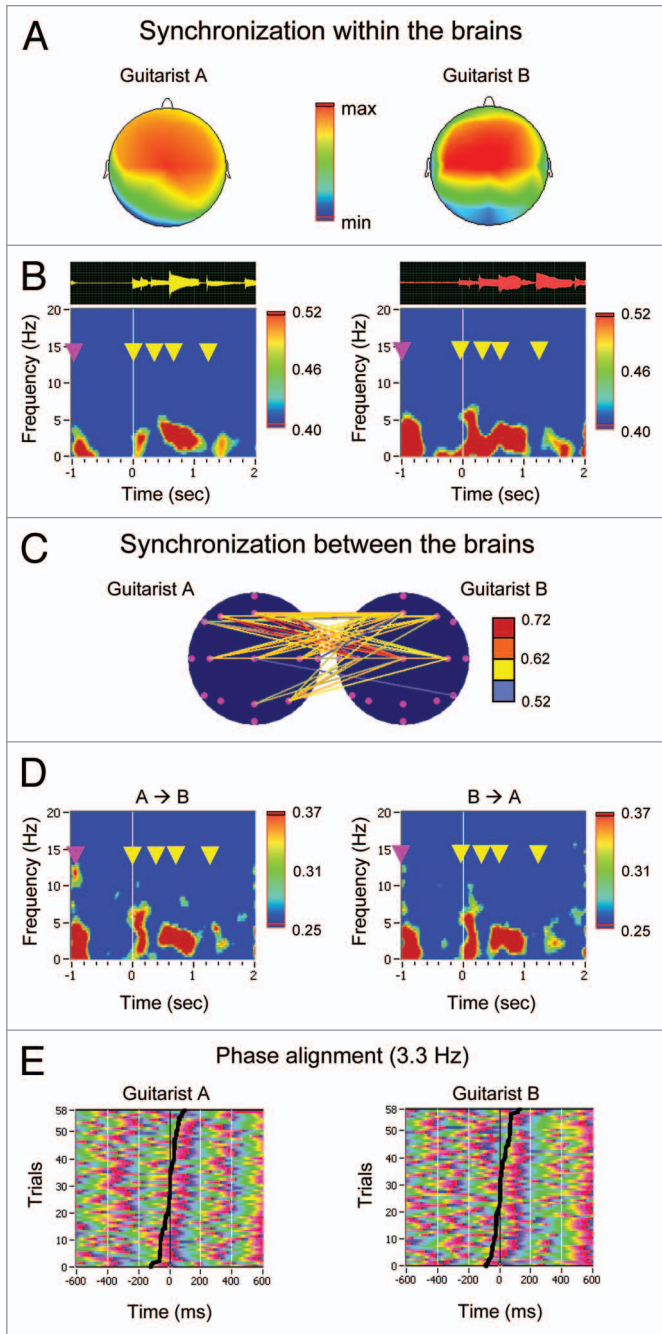 A
Synchronization within the brains
Guitarist A
Guitarist B
max
min
B
20
15
10
5
0
Frequency (Hz)
-1 0 1 2
Time (sec)
0.52
0.46
0.40
20
15
10
5
0
Frequency (Hz)
-1 0 1 2
Time (sec)
0.52
0.46
0.40
C
Synchronization between the brains
Guitarist A
Guitarist B
0.72
0.62
0.52
D
A → B
20
15
10
5
0
Frequency (Hz)
-1 0 1 2
Time (sec)
0.37
0.31
0.25
B → A
20
15
10
5
0
Frequency (Hz)
-1 0 1 2
Time (sec)
0.37
0.31
0.25
E
Phase alignment (3.3 Hz)
Guitarist A
58
50
40
30
20
10
0
Trials
-600 -400 -200 0 200 400 600
Time (ms)
Guitarist B
58
50
40
30
20
10
0
Trials
-600 -400 -200 0 200 400 600
Time (ms)